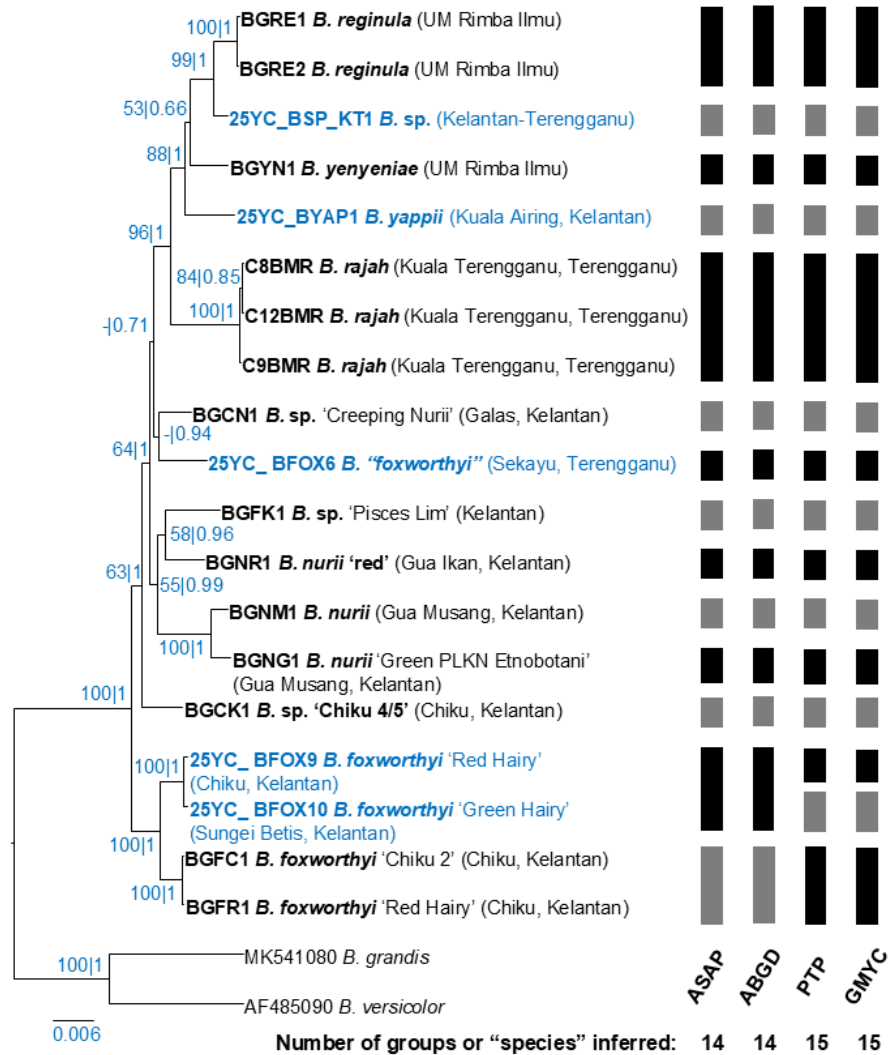 100|1
BGRE1 B. reginula (UM Rimba Ilmu)
99|1
BGRE2 B. reginula (UM Rimba Ilmu)
53|0.66
25YC_BSP_KT1 B. sp. (Kelantan-Terengganu)
88|1
BGYN1 B. yenyeniae (UM Rimba Ilmu)
25YC_BYAP1 B. yappii (Kuala Airing, Kelantan)
96|1
C8BMR B. rajah (Kuala Terengganu, Terengganu)
84|0.85
100|1
C12BMR B. rajah (Kuala Terengganu, Terengganu)
-|0.71
C9BMR B. rajah (Kuala Terengganu, Terengganu)
BGCN1 B. sp. ‘Creeping Nurii’ (Galas, Kelantan)
-|0.94
64|1
25YC_ BFOX6 B. “foxworthyi” (Sekayu, Terengganu)
BGFK1 B. sp. ‘Pisces Lim’ (Kelantan)
58|0.96
BGNR1 B. nurii ‘red’ (Gua Ikan, Kelantan)
63|1
55|0.99
BGNM1 B. nurii (Gua Musang, Kelantan)
100|1
BGNG1 B. nurii ‘Green PLKN Etnobotani’
(Gua Musang, Kelantan)
100|1
BGCK1 B. sp. ‘Chiku 4/5’ (Chiku, Kelantan)
100|1
25YC_ BFOX9 B. foxworthyi ‘Red Hairy’
(Chiku, Kelantan)
25YC_ BFOX10 B. foxworthyi ‘Green Hairy’
(Sungei Betis, Kelantan)
100|1
BGFC1 B. foxworthyi ‘Chiku 2’ (Chiku, Kelantan)
100|1
BGFR1 B. foxworthyi ‘Red Hairy’ (Chiku, Kelantan)
MK541080 B. grandis
100|1
AF485090 B. versicolor
0.006
ASAP ABGD PTP GMYC
Number of groups or “species” inferred: 14 14 15 15